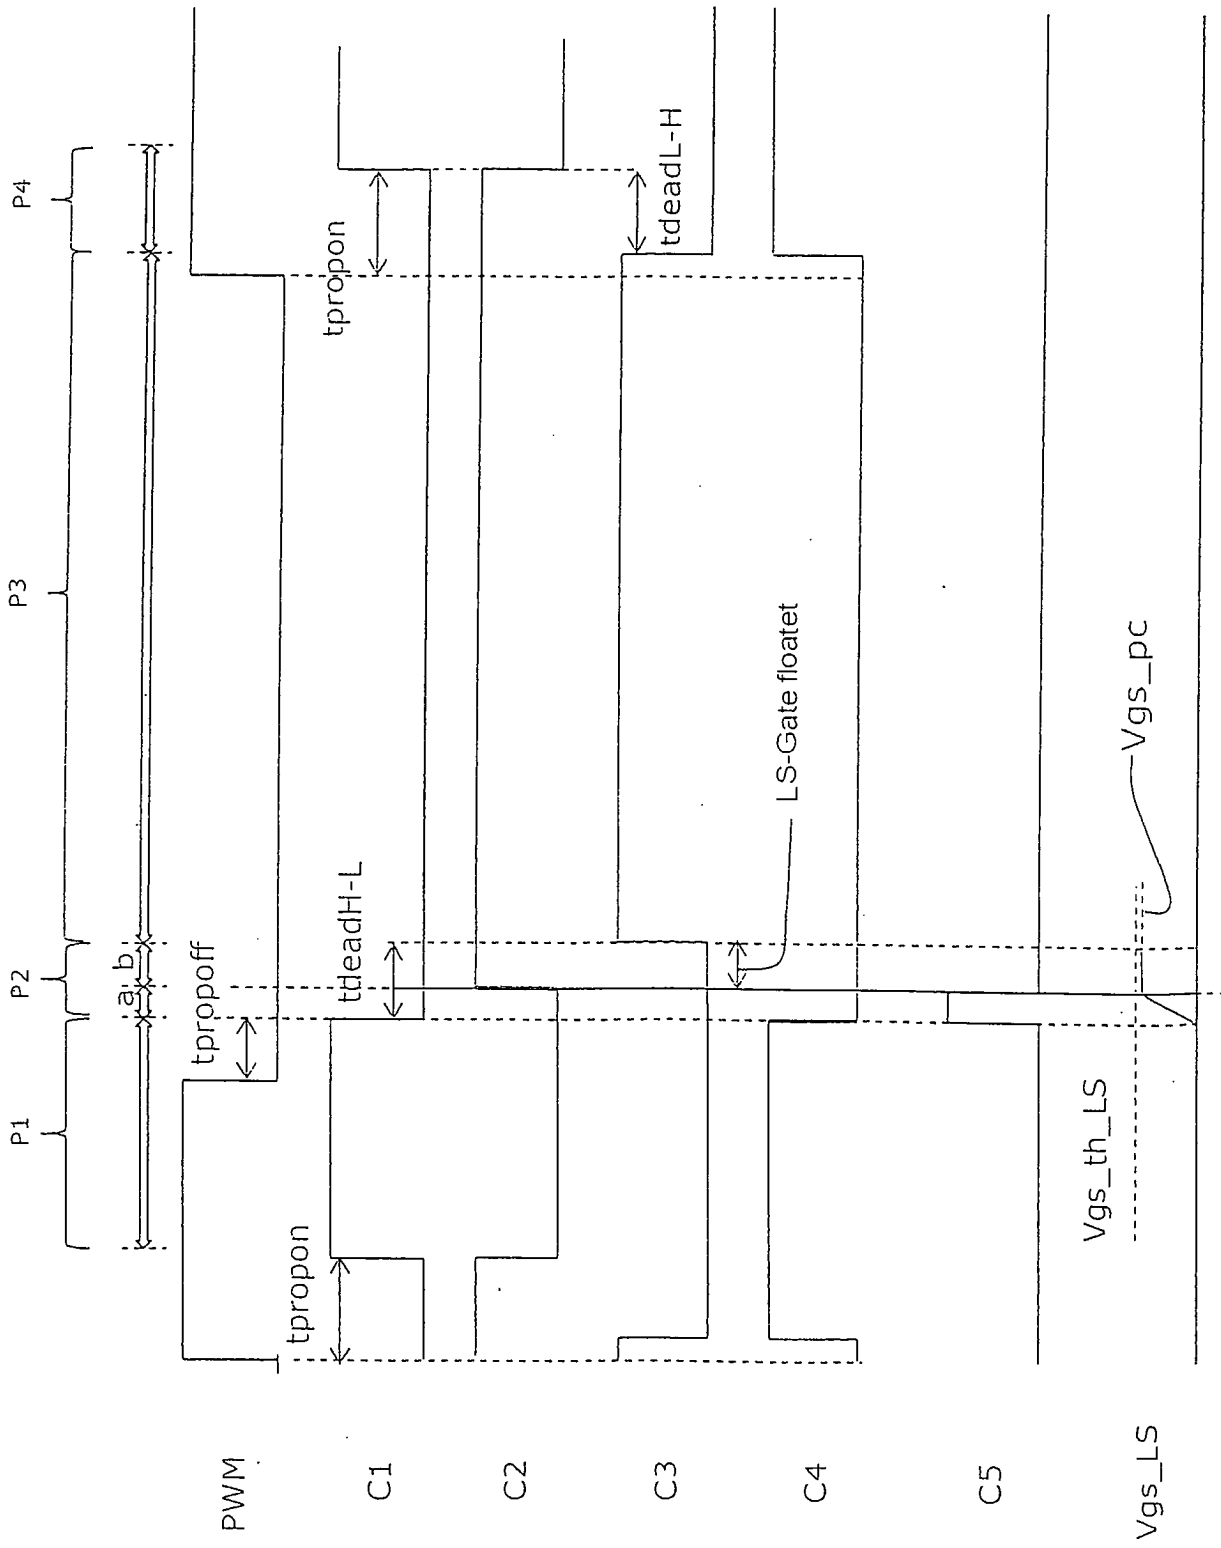 P1
P2
P3
P4
a
b
PWM
tpropoff
C1
tpropon
tdeadH-L
tpropon
C2
C3
tdeadL-H
C4
LS-Gate floatet
C5
Vgs_LS
Vgs_th_LS
Vgs_pc